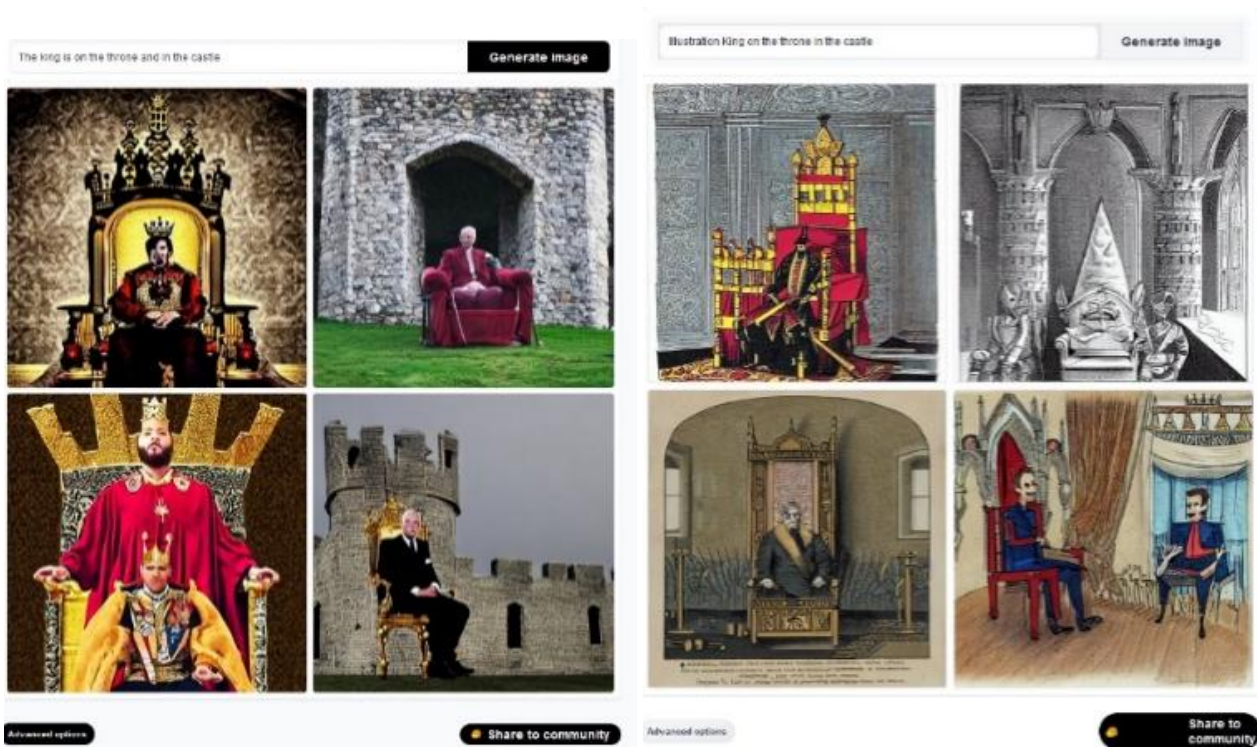 The king is on the throne and in the castle
Generate image
Advanced options
Share to community
Illustration King on the throne in the castle
Generate image
Advanced options
Share to
community